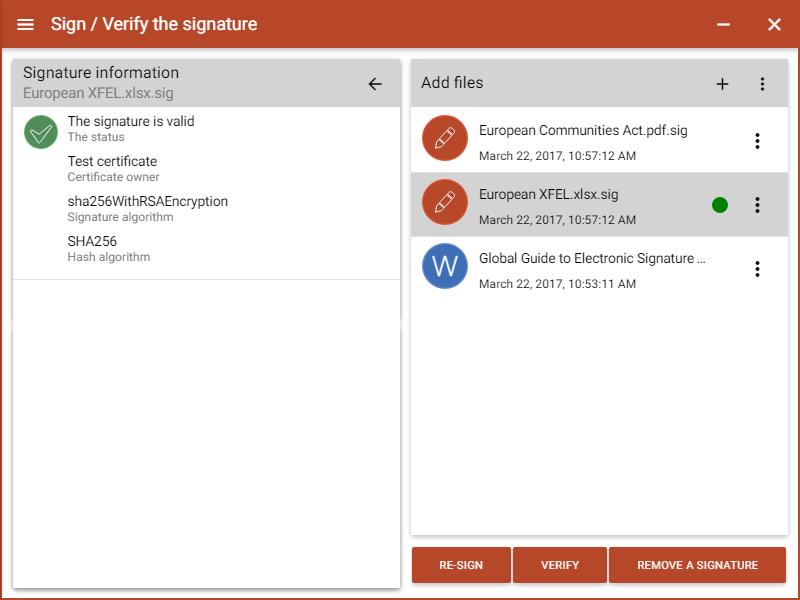 Sign / Verify the signature
Signature information
European XFEL.xlsx.sig
The signature is valid
The status
Test certificate
Certificate owner
sha256WithRSAEncryption
Signature algorithm
SHA256
Hash algorithm
Add files
European Communities Act.pdf.sig
March 22, 2017, 10:57:12 AM
European XFEL.xlsx.sig
March 22, 2017, 10:57:12 AM
W
Global Guide to Electronic Signature ...
March 22, 2017, 10:53:11 AM
RE-SIGN
VERIFY
REMOVE A SIGNATURE